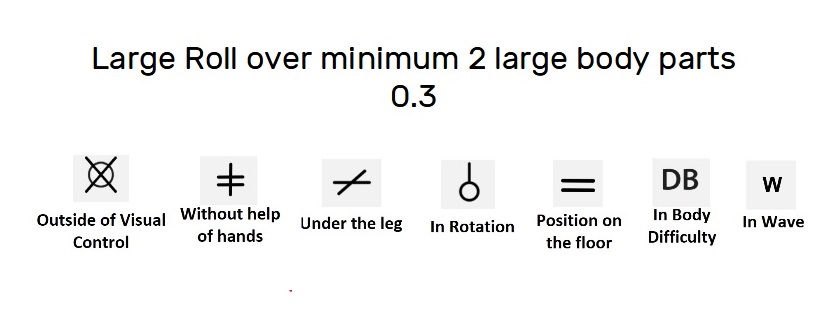 Large Roll over minimum 2 large body parts
0.3
DB
W
Outside of Visual Control
Without help of hands
Under the leg
In Rotation
Position on the floor
In Body Difficulty
In Wave